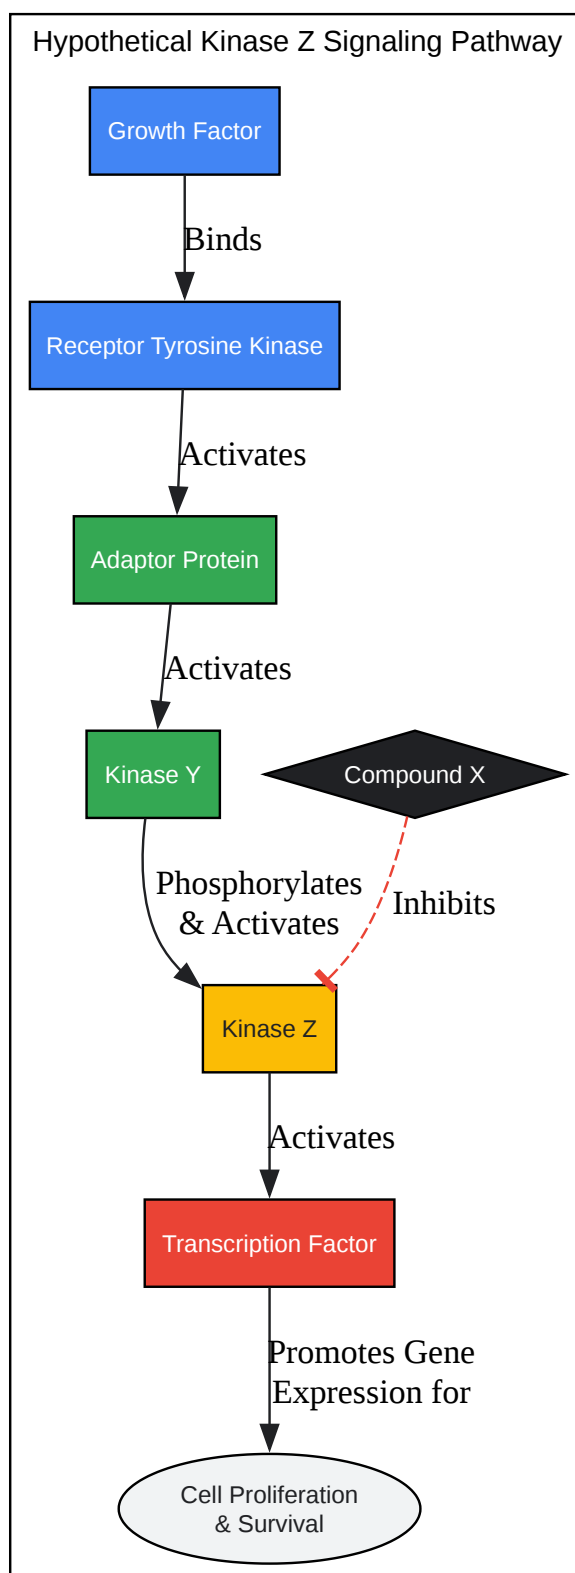 Hypothetical Kinase Z Signaling Pathway
Growth Factor
Binds
Receptor Tyrosine Kinase
Activates
Adaptor Protein
Activates
Kinase Y
Compound X
Phosphorylates
& Activates
Inhibits
Kinase Z
Activates
Transcription Factor
Promotes Gene
Expression for
Cell Proliferation
& Survival